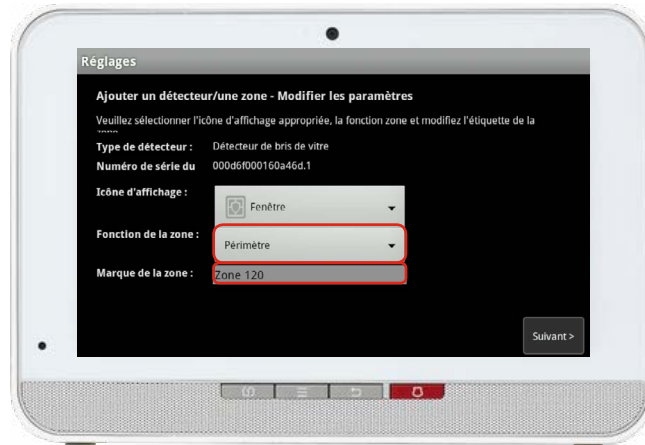 Réglages
Ajouter un détecteur/une zone - Modifier les paramètres
Veuillez sélectionner l'icône d'affichage appropriée, la fonction zone et modifiez l'étiquette de la
zone
Type de détecteur : Détecteur de bris de vitre
Numéro de série du 000d6f000160a46d.1
Icône d'affichage : Fenêtre
Fonction de la zone : Périmètre
Marque de la zone : Zone 120
Suivant >